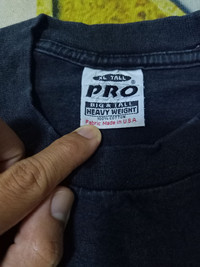 XL TALL
PRO
BIG & TALL
HEAVY WEIGHT
100% COTTON
Fabric Made in U.S.A.